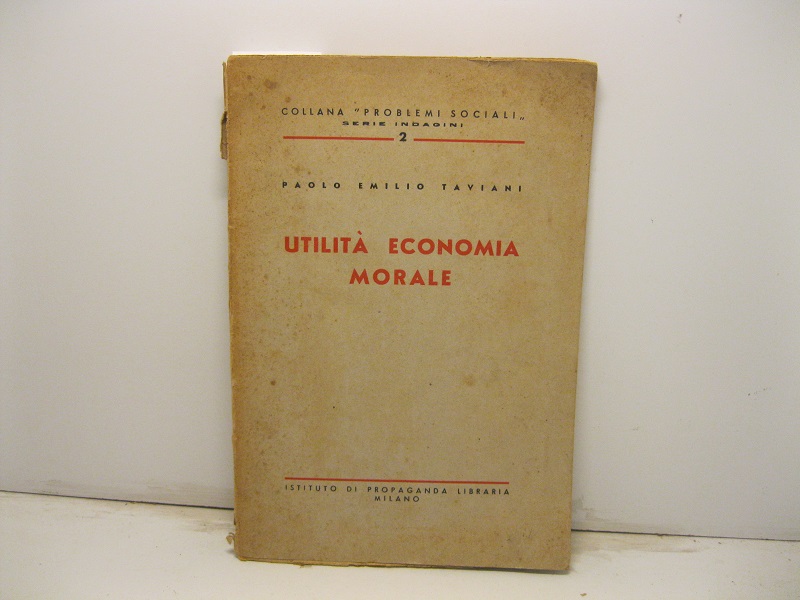 COLLANA "PROBLEMI SOCIALI„
SERIE INDAGINI
2
PAOLO EMILIO TAVIANI
UTILITÀ ECONOMIA
MORALE
ISTITUTO DI PROPAGANDA LIBRARIA
MILANO